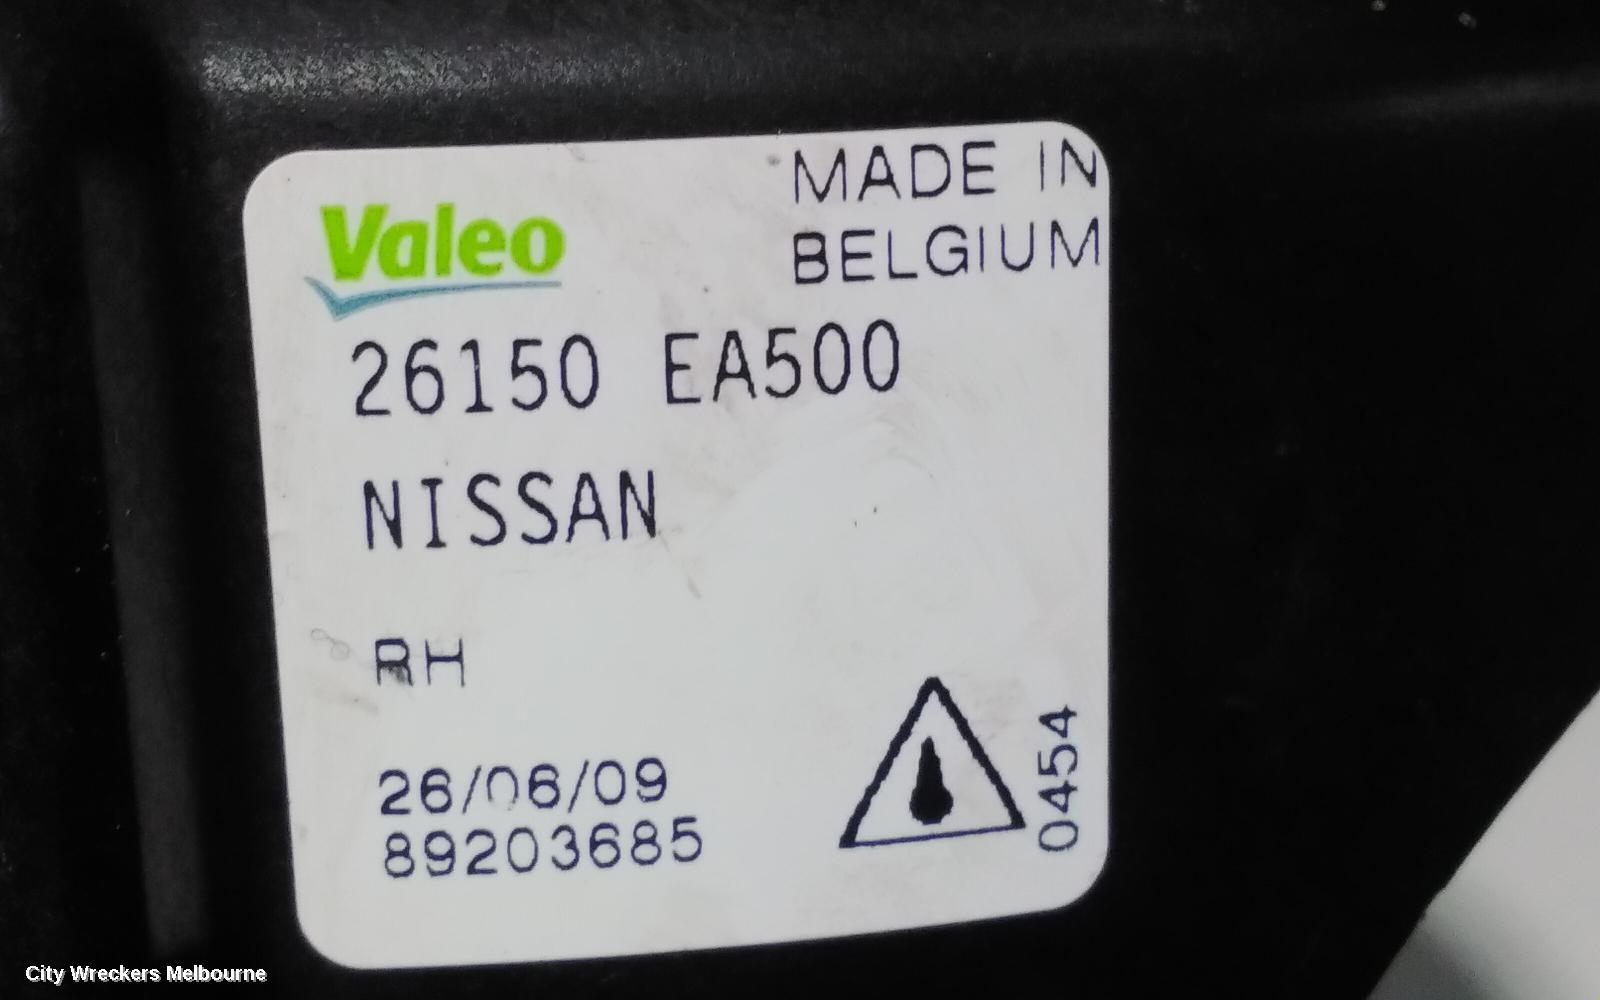 Valeo
MADE IN
BELGIUM
26150 EA500
NISSAN
RH
26/06/09
89203685
0454
City Wreckers Melbourne